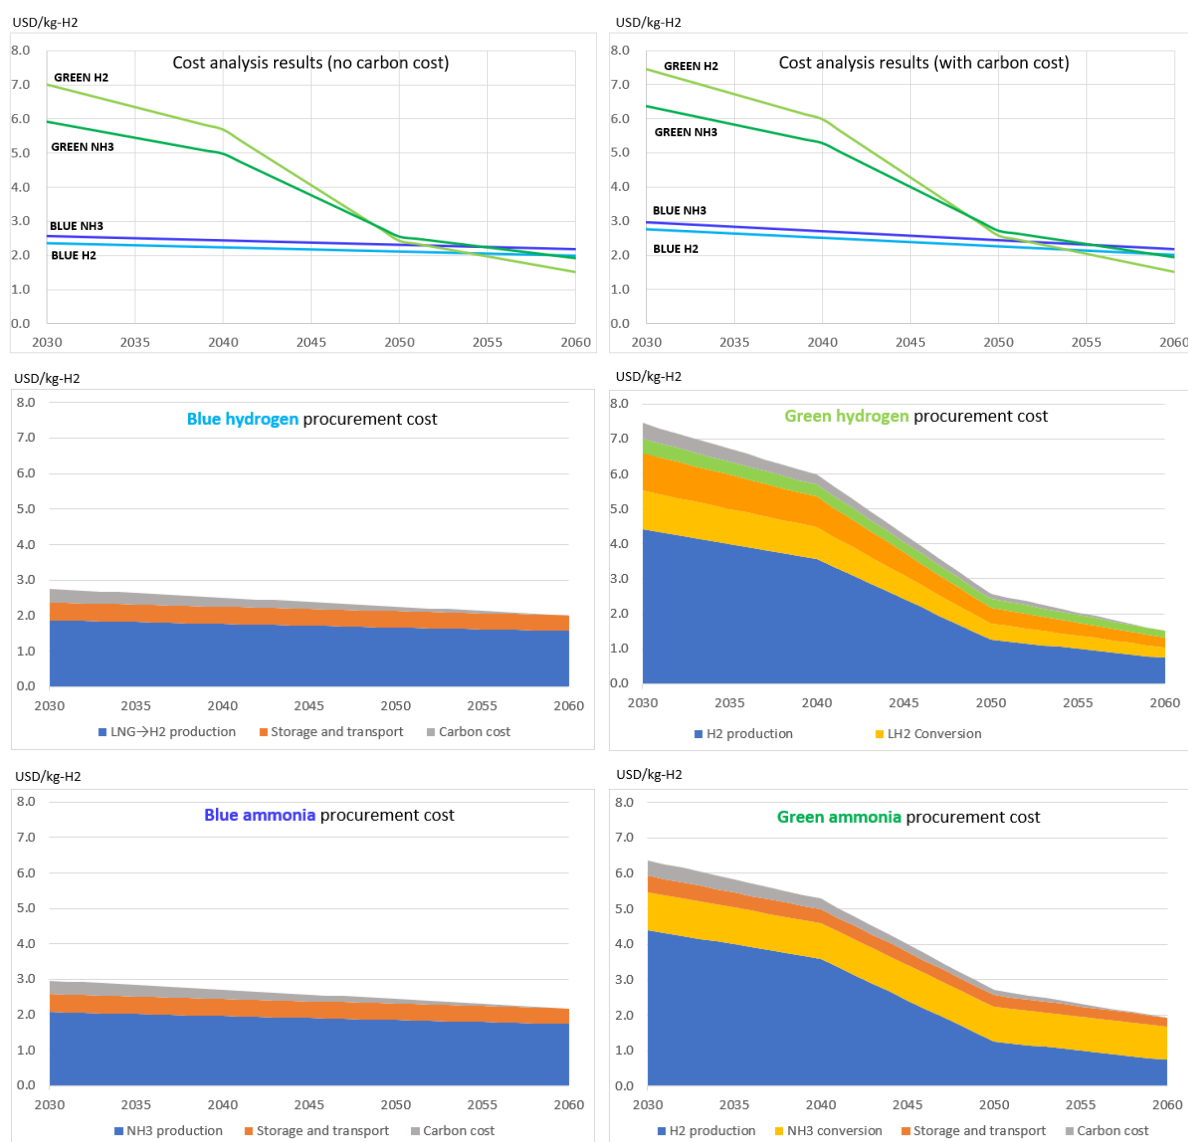 USD/kg-H2
Cost analysis results (no carbon cost)
8.0
7.0
6.0
5.0
4.0
3.0
2.0
1.0
0.0
GREEN H2
GREEN NH3
BLUE NH3
BLUE H2
2030 2035 2040 2045 2050 2055 2060
USD/kg-H2
Cost analysis results (with carbon cost)
8.0
7.0
6.0
5.0
4.0
3.0
2.0
1.0
0.0
GREEN H2
GREEN NH3
BLUE NH3
BLUE H2
2030 2035 2040 2045 2050 2055 2060
USD/kg-H2
Blue hydrogen procurement cost
8.0
7.0
6.0
5.0
4.0
3.0
2.0
1.0
0.0
2030 2035 2040 2045 2050 2055 2060
LNG→H2 production Storage and transport Carbon cost
USD/kg-H2
Green hydrogen procurement cost
8.0
7.0
6.0
5.0
4.0
3.0
2.0
1.0
0.0
2030 2035 2040 2045 2050 2055 2060
H2 production LH2 Conversion
USD/kg-H2
Blue ammonia procurement cost
8.0
7.0
6.0
5.0
4.0
3.0
2.0
1.0
0.0
2030 2035 2040 2045 2050 2055 2060
NH3 production Storage and transport Carbon cost
USD/kg-H2
Green ammonia procurement cost
8.0
7.0
6.0
5.0
4.0
3.0
2.0
1.0
0.0
2030 2035 2040 2045 2050 2055 2060
H2 production NH3 conversion Storage and transport Carbon cost